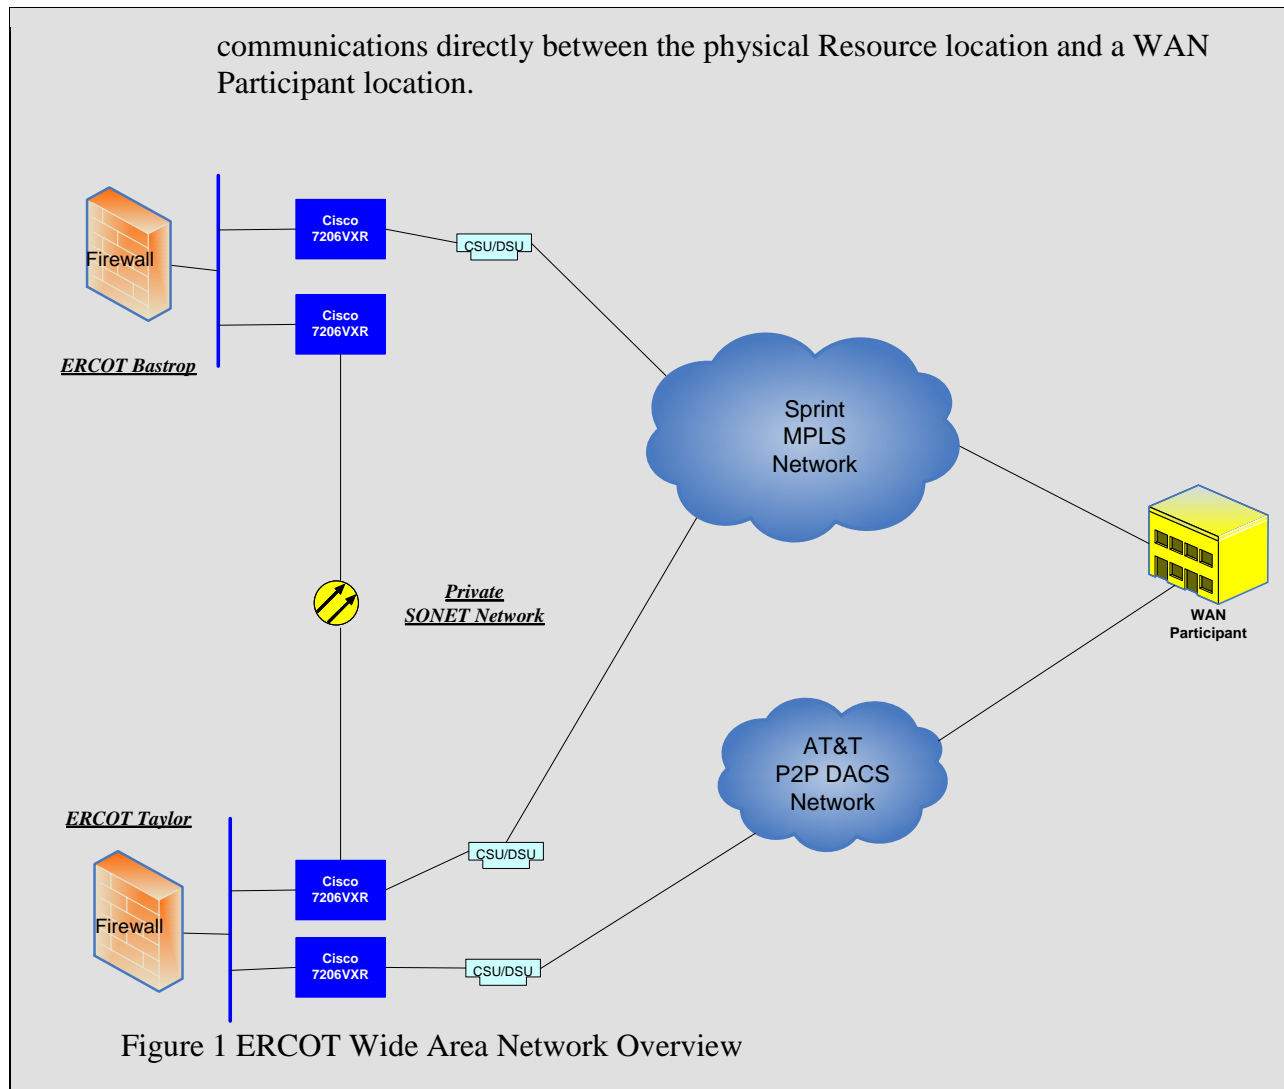 communications directly between the physical Resource location and a WAN
Participant location.
Cisco
7206VXR
CSU/DSU
Firewall
Cisco
7206VXR
ERCOT Bastrop
Sprint
MPLS
Network
Private
SONET Network
WAN
Participant
AT&T
P2P DACS
Network
ERCOT Taylor
CSU/DSU
Cisco
7206VXR
Firewall
Cisco
7206VXR
CSU/DSU
Figure 1 ERCOT Wide Area Network Overview